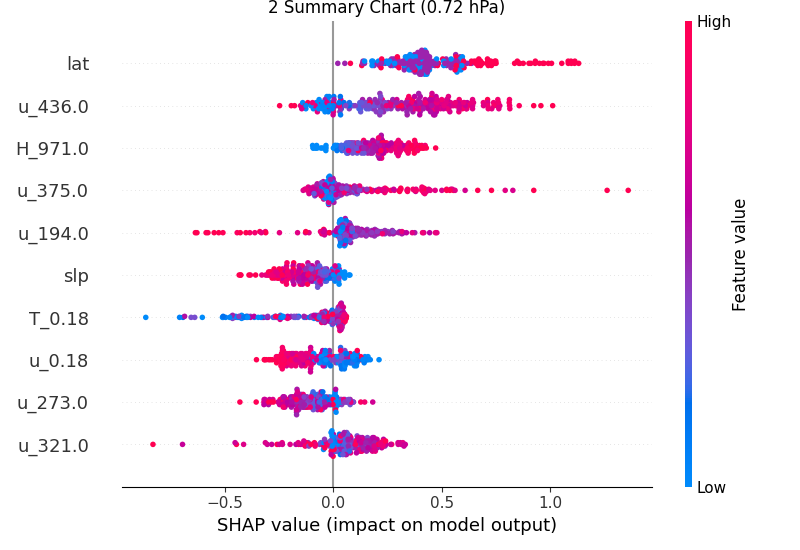 2 Summary Chart (0.72 hPa)
High
lat
u_436.0
H_971.0
u_375.0
u_194.0
slp
T_0.18
u_0.18
u_273.0
u_321.0
Feature value
Low
−0.5 0.0 0.5 1.0
SHAP value (impact on model output)